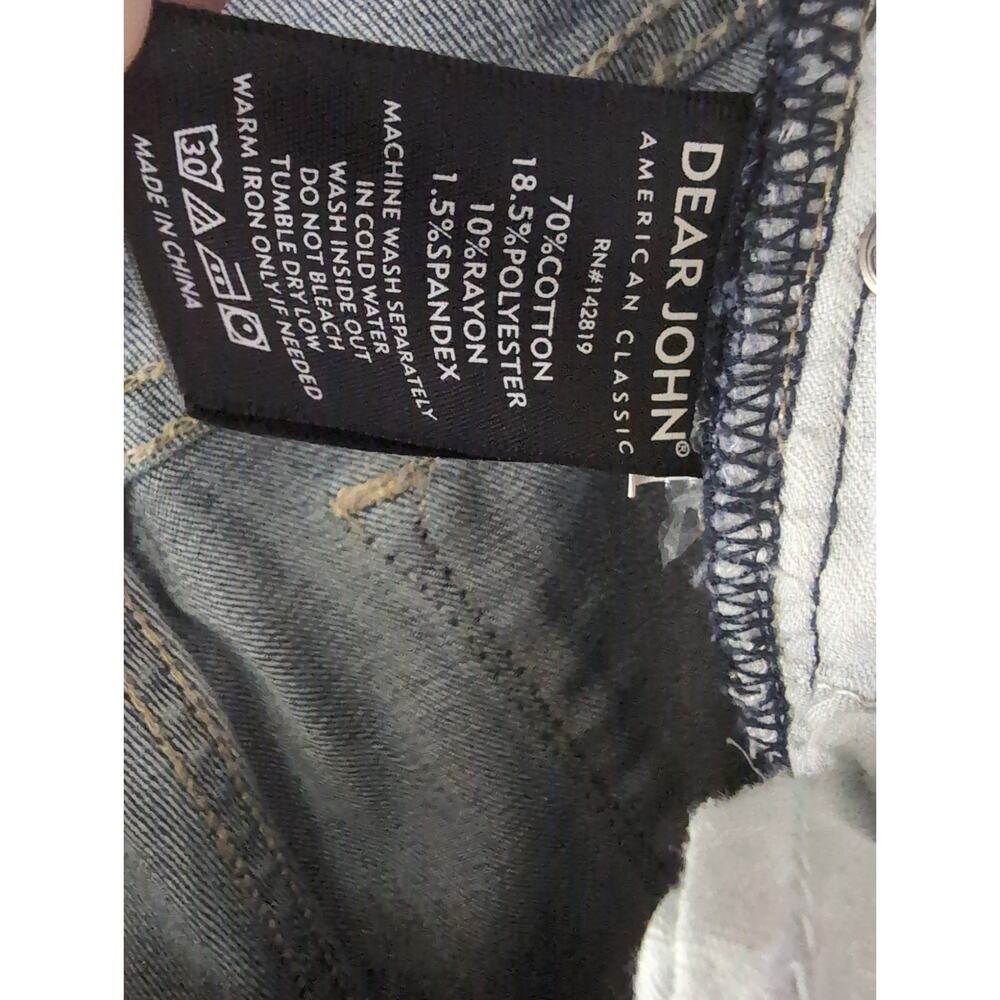 DEAR JOHN®
AMERICAN CLASSIC
RN#142819
70%COTTON
18.5%POLYESTER
10%RAYON
1.5%SPANDEX
MACHINE WASH SEPARATELY
IN COLD WATER
WASH INSIDE OUT
DO NOT BLEACH
TUMBLE DRY LOW
WARM IRON ONLY IF NEEDED
30
MADE IN CHINA